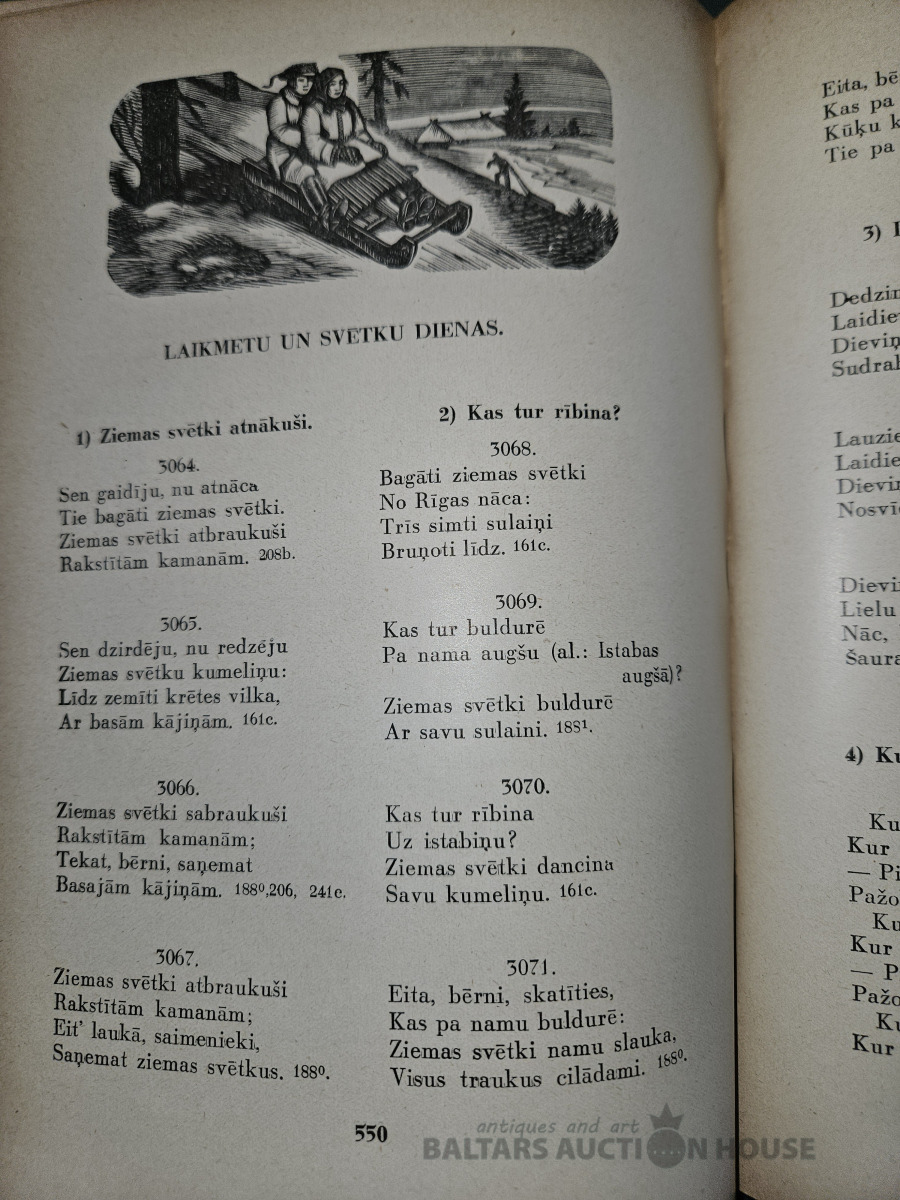 LAIKMETU UN SVĒTKU DIENAS.
1) Ziemas svētki atnākuši.
3064.
Sen gaidīju, nu atnāca
Tie bagāti ziemas svētki.
Ziemas svētki atbraukuši
Rakstītām kamanām. 208b.
3065.
Sen dzirdēju, nu redzēju
Ziemas svētku kumeliņu:
Līdz zemīti krētes vilka,
Ar basām kājiņām. 161c.
3066.
Ziemas svētki sabraukuši
Rakstītām kamanām;
Tekat, bērni, saņemat
Basajām kājiņām. 188⁰,206, 241c.
3067.
Ziemas svētki atbraukuši
Rakstītām kamanām;
Eit' laukā, saimenieki,
Saņemat ziemas svētkus. 188⁰.
2) Kas tur rībina?
3068.
Bagāti ziemas svētki
No Rīgas nāca:
Trīs simti sulaiņi
Bruņoti līdz. 161c.
3069.
Kas tur buldurē
Pa nama augšu (al.: Istabas
augšā)?
Ziemas svētki buldurē
Ar savu sulaini. 188¹.
3070.
Kas tur rībina
Uz istabiņu?
Ziemas svētki dancina
Savu kumeliņu. 161c.
3071.
Eita, bērni, skatīties,
Kas pa namu buldurē:
Ziemas svētki namu slauka,
Visus traukus cilādami. 188⁰.
550
Eita, bē
Kas pa
Kūķu k
Tie pa
3)
Dedzin
Laidie
Dieviņ
Sudrab
Lauzie
Laidie
Dievi
Nosvī
Dievi
Lielu
Nāc,
Šaura
4) Ku
Ku
Kur
— Pi
Pažo
Ku
Kur
— P
Pažo
Ku
Kur
antiques and art
BALTARS AUCTION HOUSE